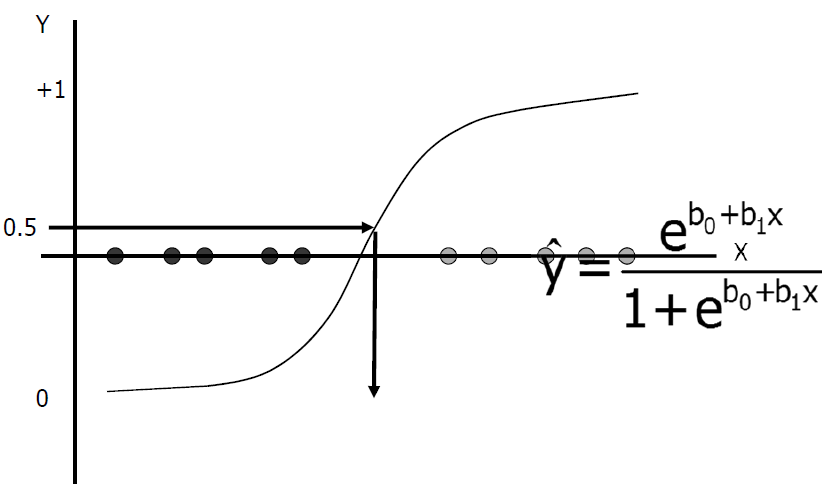 Y
+1
0.5
X
ŷ = e^{b₀+b₁x} / 1+e^{b₀+b₁x}
0